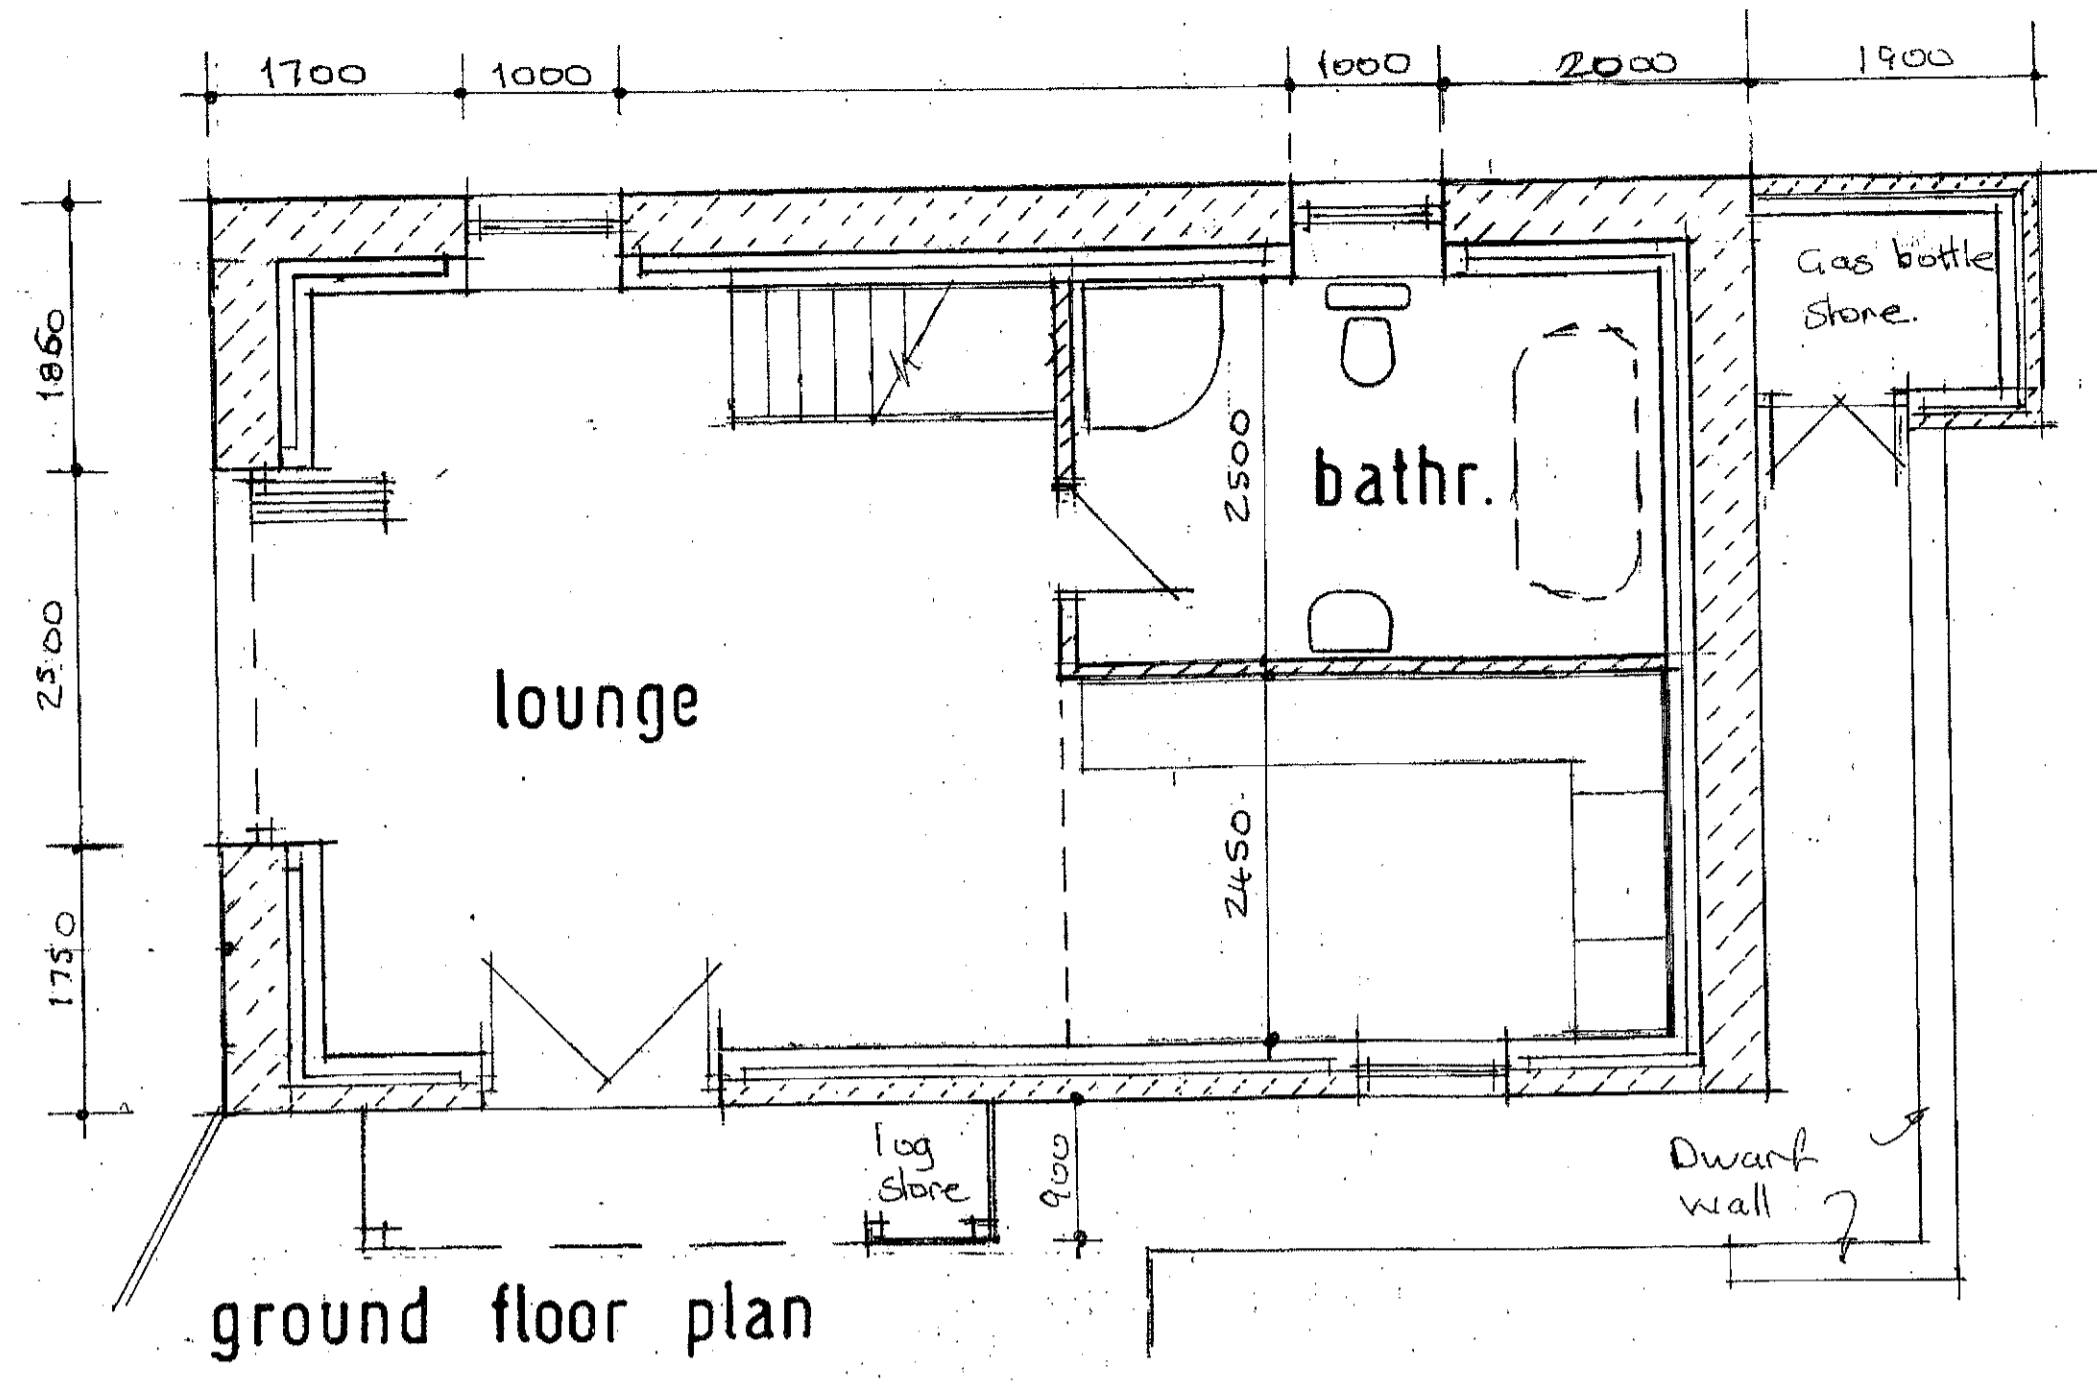 1700 1000 1000 2000 1900
Gas bottle
store.
1860
2500
bathr.
2500
lounge
2450
1750
log
store
900
Dwarf
wall
ground floor plan